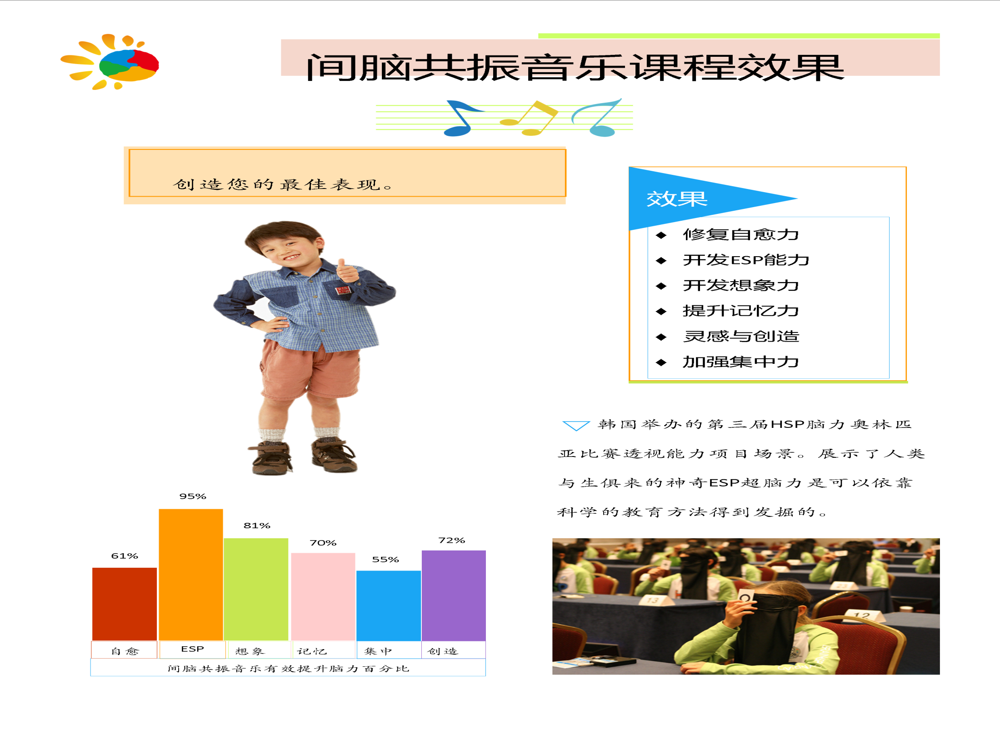 间脑共振音乐课程效果
创造您的最佳表现。
效果
◆ 修复自愈力
◆ 开发ESP能力
◆ 开发想象力
◆ 提升记忆力
◆ 灵感与创造
◆ 加强集中力
韩国举办的第三届HSP脑力奥林匹
亚比赛透视能力项目场景。展示了人类
与生俱来的神奇ESP超脑力是可以依靠
科学的教育方法得到发掘的。
95%
81%
70%
72%
61%
55%
自愈 ESP 想象 记忆 集中 创造
间脑共振音乐有效提升脑力百分比
13
12